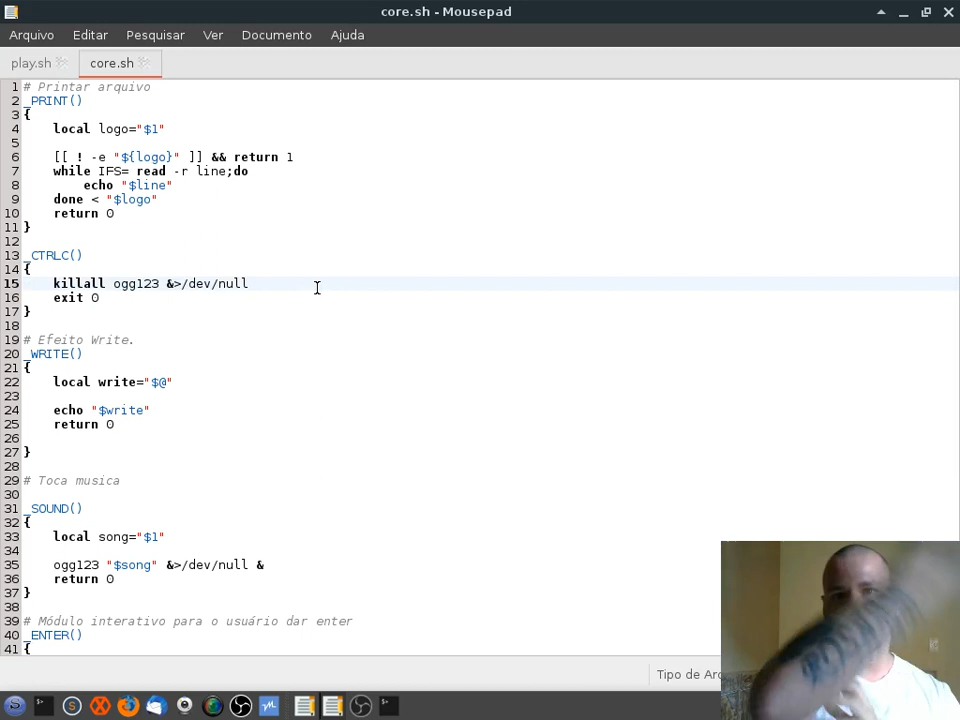 core.sh - Mousepad
Arquivo Editar Pesquisar Ver Documento Ajuda
play.sh core.sh
1 # Printar arquivo
2 _PRINT()
3 {
4 local logo="$1"
5
6 [[ ! -e "${logo}" ]] && return 1
7 while IFS= read -r line;do
8 echo "$line"
9 done < "$logo"
10 return 0
11 }
12
13 _CTRLC()
14 {
15 killall ogg123 &>/dev/null
16 exit 0
17 }
18
19 # Efeito Write.
20 _WRITE()
21 {
22 local write="$@"
23
24 echo "$write"
25 return 0
26
27 }
28
29 # Toca musica
30
31 _SOUND()
32 {
33 local song="$1"
34
35 ogg123 "$song" &>/dev/null &
36 return 0
37 }
38
39 # Módulo interativo para o usuário dar enter
40 _ENTER()
41 {
Tipo de Arq